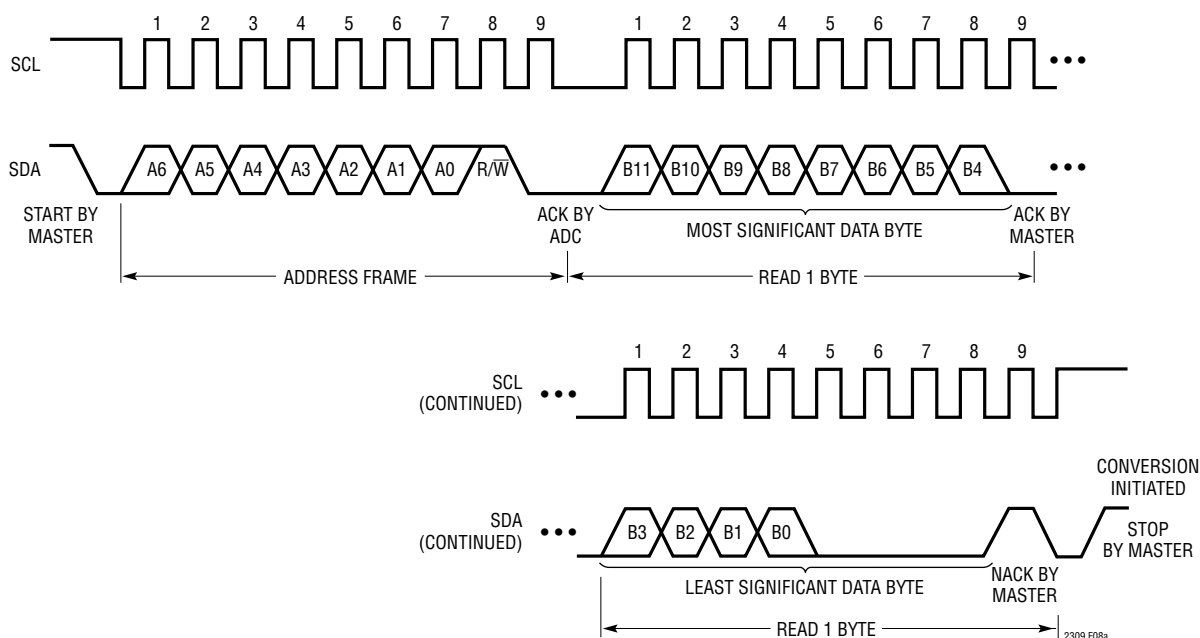 1 2 3 4 5 6 7 8 9 1 2 3 4 5 6 7 8 9
SCL •••
SDA A6 A5 A4 A3 A2 A1 A0 R/W̅ B11 B10 B9 B8 B7 B6 B5 B4 •••
START BY
MASTER
ACK BY
ADC
MOST SIGNIFICANT DATA BYTE
ACK BY
MASTER
ADDRESS FRAME
READ 1 BYTE
1 2 3 4 5 6 7 8 9
SCL
(CONTINUED) •••
CONVERSION
INITIATED
SDA
(CONTINUED) ••• B3 B2 B1 B0
STOP
BY MASTER
LEAST SIGNIFICANT DATA BYTE
NACK BY
MASTER
READ 1 BYTE
2309 F08a